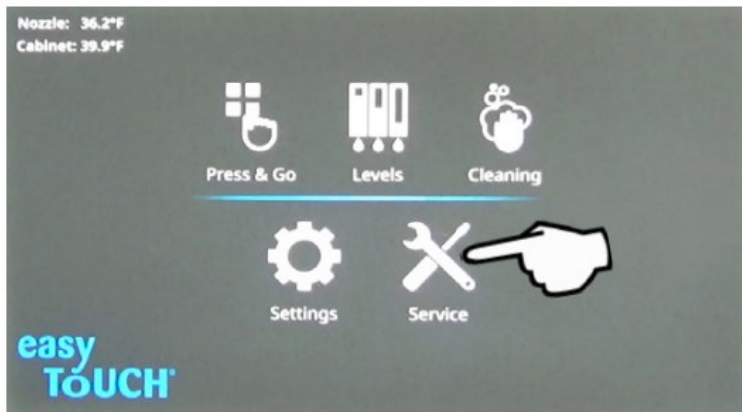 Nozzle: 36.2°F
Cabinet: 39.9°F
Press & Go Levels Cleaning
Settings Service
easy
TOUCH®